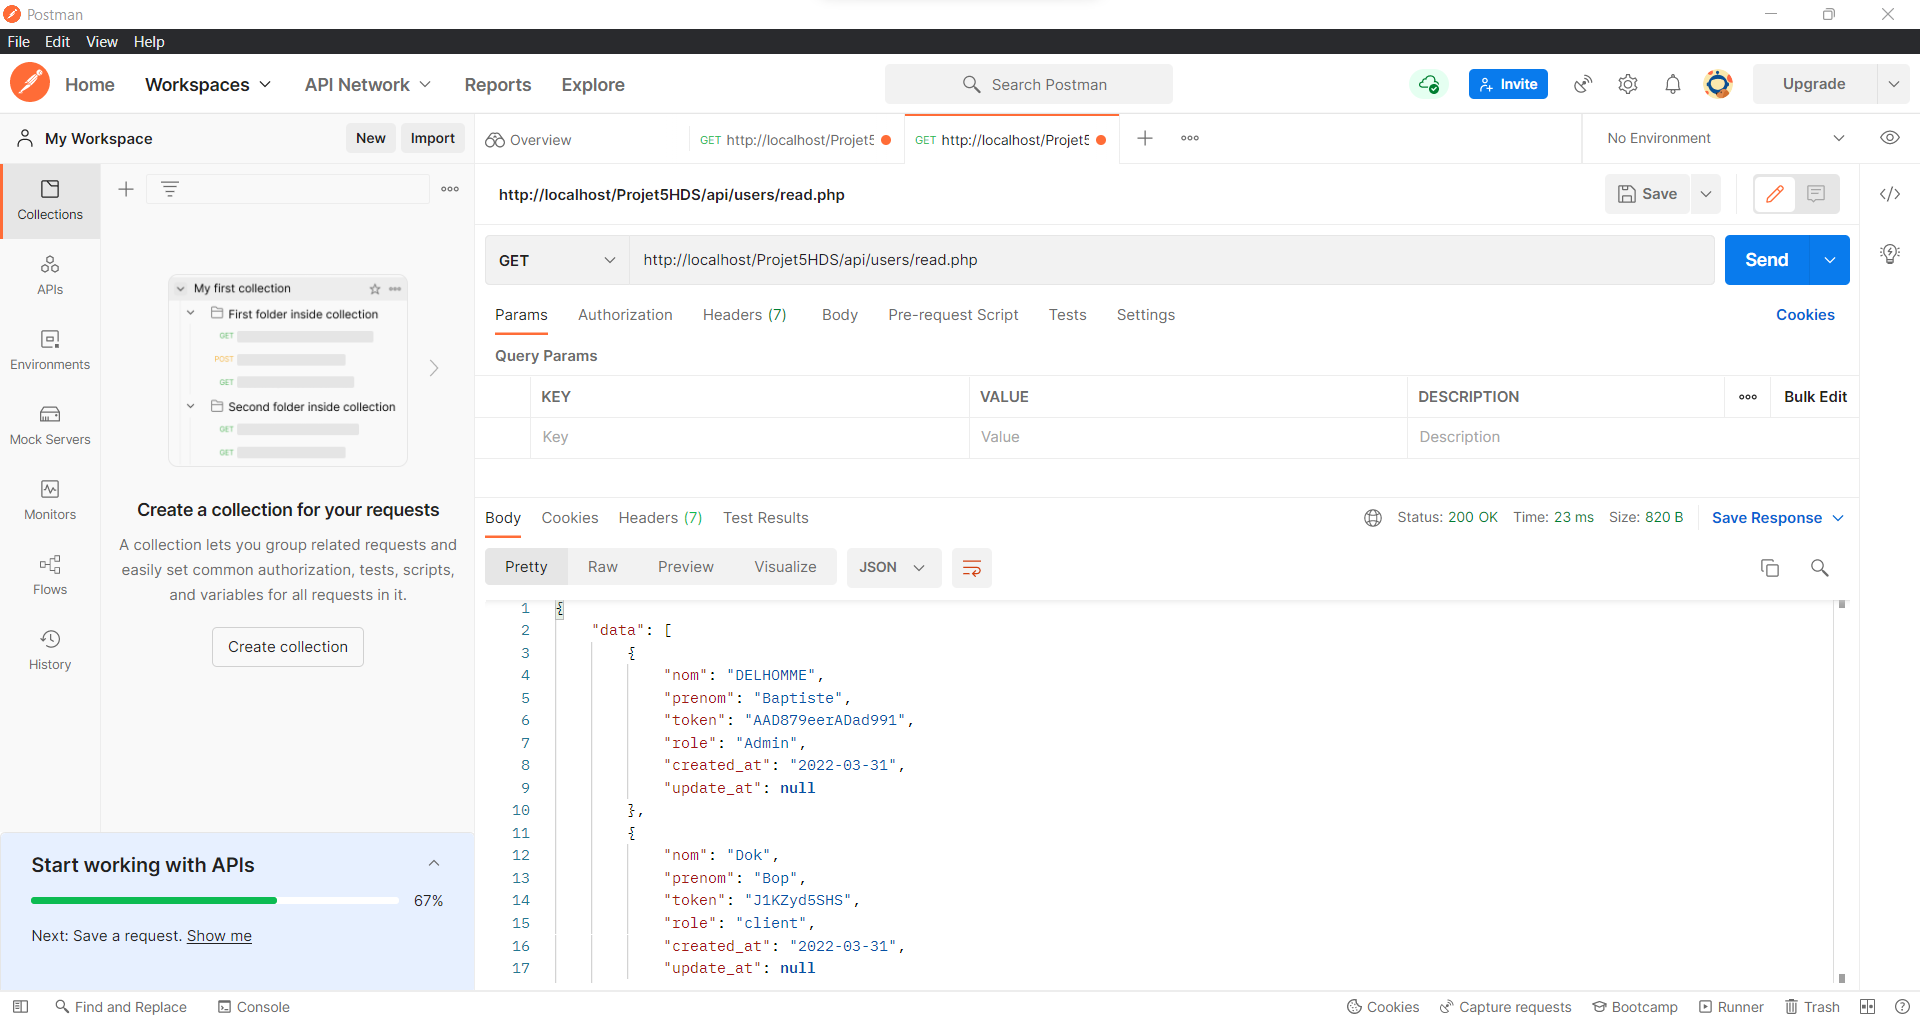 Postman
File Edit View Help
Home Workspaces API Network Reports Explore Search Postman Invite Upgrade
My Workspace New Import Overview GET http://localhost/Projet5 GET http://localhost/Projet5 No Environment
Collections
APIs
Environments
Mock Servers
Monitors
Flows
History
My first collection
First folder inside collection
GET
POST
GET
Second folder inside collection
GET
GET
Create a collection for your requests
A collection lets you group related requests and
easily set common authorization, tests, scripts,
and variables for all requests in it.
Create collection
Start working with APIs
67%
Next: Save a request. Show me
http://localhost/Projet5HDS/api/users/read.php Save
GET http://localhost/Projet5HDS/api/users/read.php Send
Params Authorization Headers (7) Body Pre-request Script Tests Settings Cookies
Query Params
KEY VALUE DESCRIPTION Bulk Edit
Key Value Description
Body Cookies Headers (7) Test Results Status: 200 OK Time: 23 ms Size: 820 B Save Response
Pretty Raw Preview Visualize JSON
1 {
2 "data": [
3 {
4 "nom": "DELHOMME",
5 "prenom": "Baptiste",
6 "token": "AAD879eerADad991",
7 "role": "Admin",
8 "created_at": "2022-03-31",
9 "update_at": null
10 },
11 {
12 "nom": "Dok",
13 "prenom": "Bop",
14 "token": "J1KZyd5SHS",
15 "role": "client",
16 "created_at": "2022-03-31",
17 "update_at": null
Find and Replace Console Cookies Capture requests Bootcamp Runner Trash